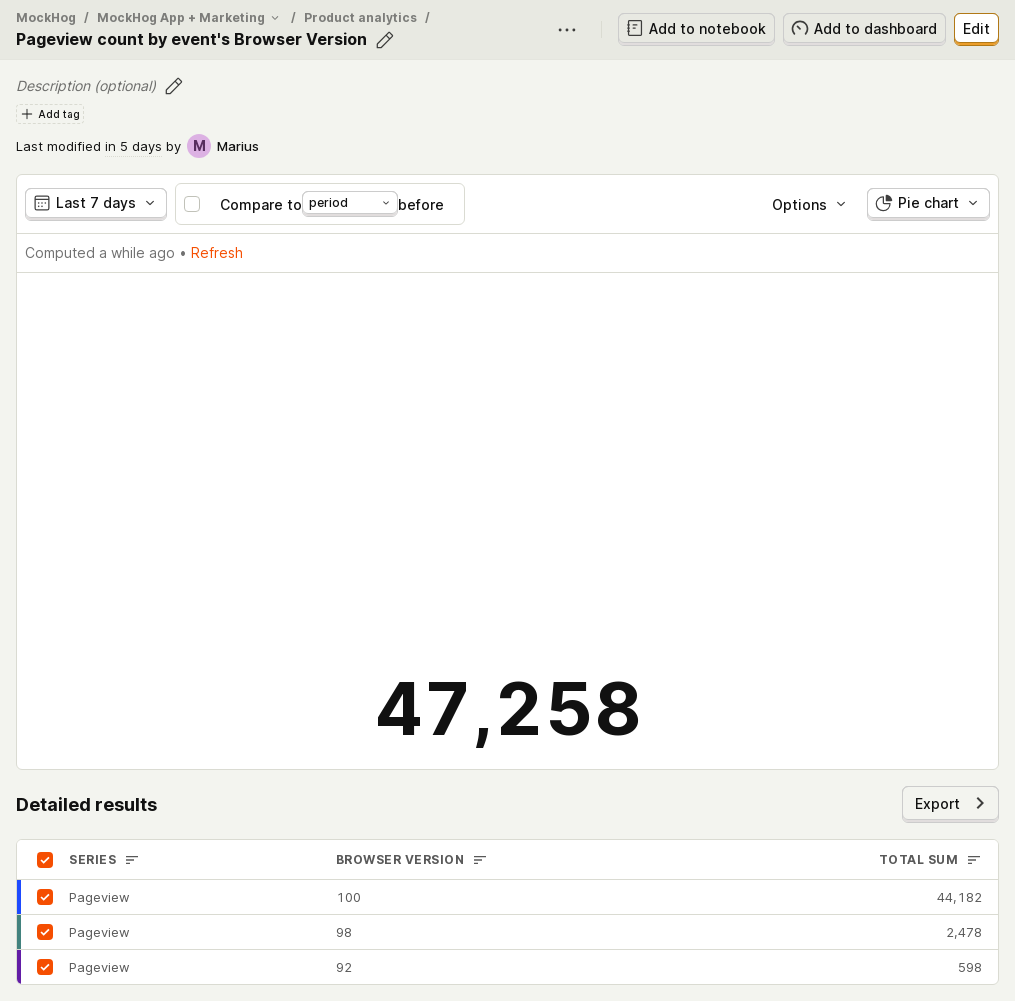 MockHog / MockHog App + Marketing / Product analytics /
Pageview count by event's Browser Version
Add to notebook
Add to dashboard
Edit
Description (optional)
Add tag
Last modified in 5 days by M Marius
Last 7 days
Compare to period before
Options
Pie chart
Computed a while ago • Refresh
47,258
Detailed results
Export
SERIES BROWSER VERSION TOTAL SUM
Pageview 100 44,182
Pageview 98 2,478
Pageview 92 598